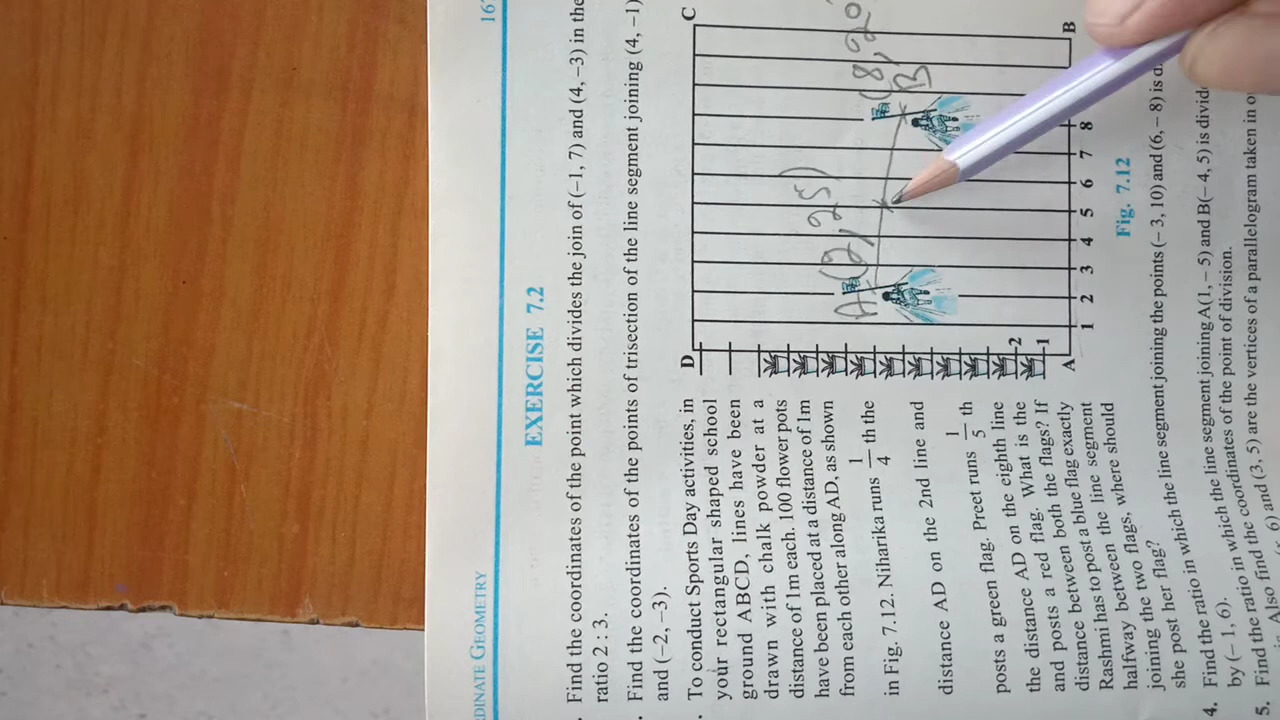 RDINATE GEOMETRY
16
EXERCISE 7.2
Find the coordinates of the point which divides the join of (−1, 7) and (4, −3) in the
ratio 2 : 3.
Find the coordinates of the points of trisection of the line segment joining (4, −1)
and (−2, −3).
To conduct Sports Day activities, in
your rectangular shaped school
ground ABCD, lines have been
drawn with chalk powder at a
distance of 1m each. 100 flower pots
have been placed at a distance of 1m
from each other along AD, as shown
in Fig. 7.12. Niharika runs 1/4 th the
distance AD on the 2nd line and
posts a green flag. Preet runs 1/5 th
the distance AD on the eighth line
and posts a red flag. What is the
distance between both the flags? If
Rashmi has to post a blue flag exactly
halfway between the line segment
joining the two flags, where should
she post her flag?
D
C
A(2, 25)
(8, 20
B
2
1
A
B
1 2 3 4 5 6 7 8
Fig. 7.12
4. Find the ratio in which the line segment joining the points (− 3, 10) and (6, − 8) is
by (− 1, 6).
5. Find the ratio in which the line segment joining A(1, − 5) and B(− 4, 5) is
Also find the coordinates of the point of division.
and (3, 5) are the vertices of a parallelogram taken in